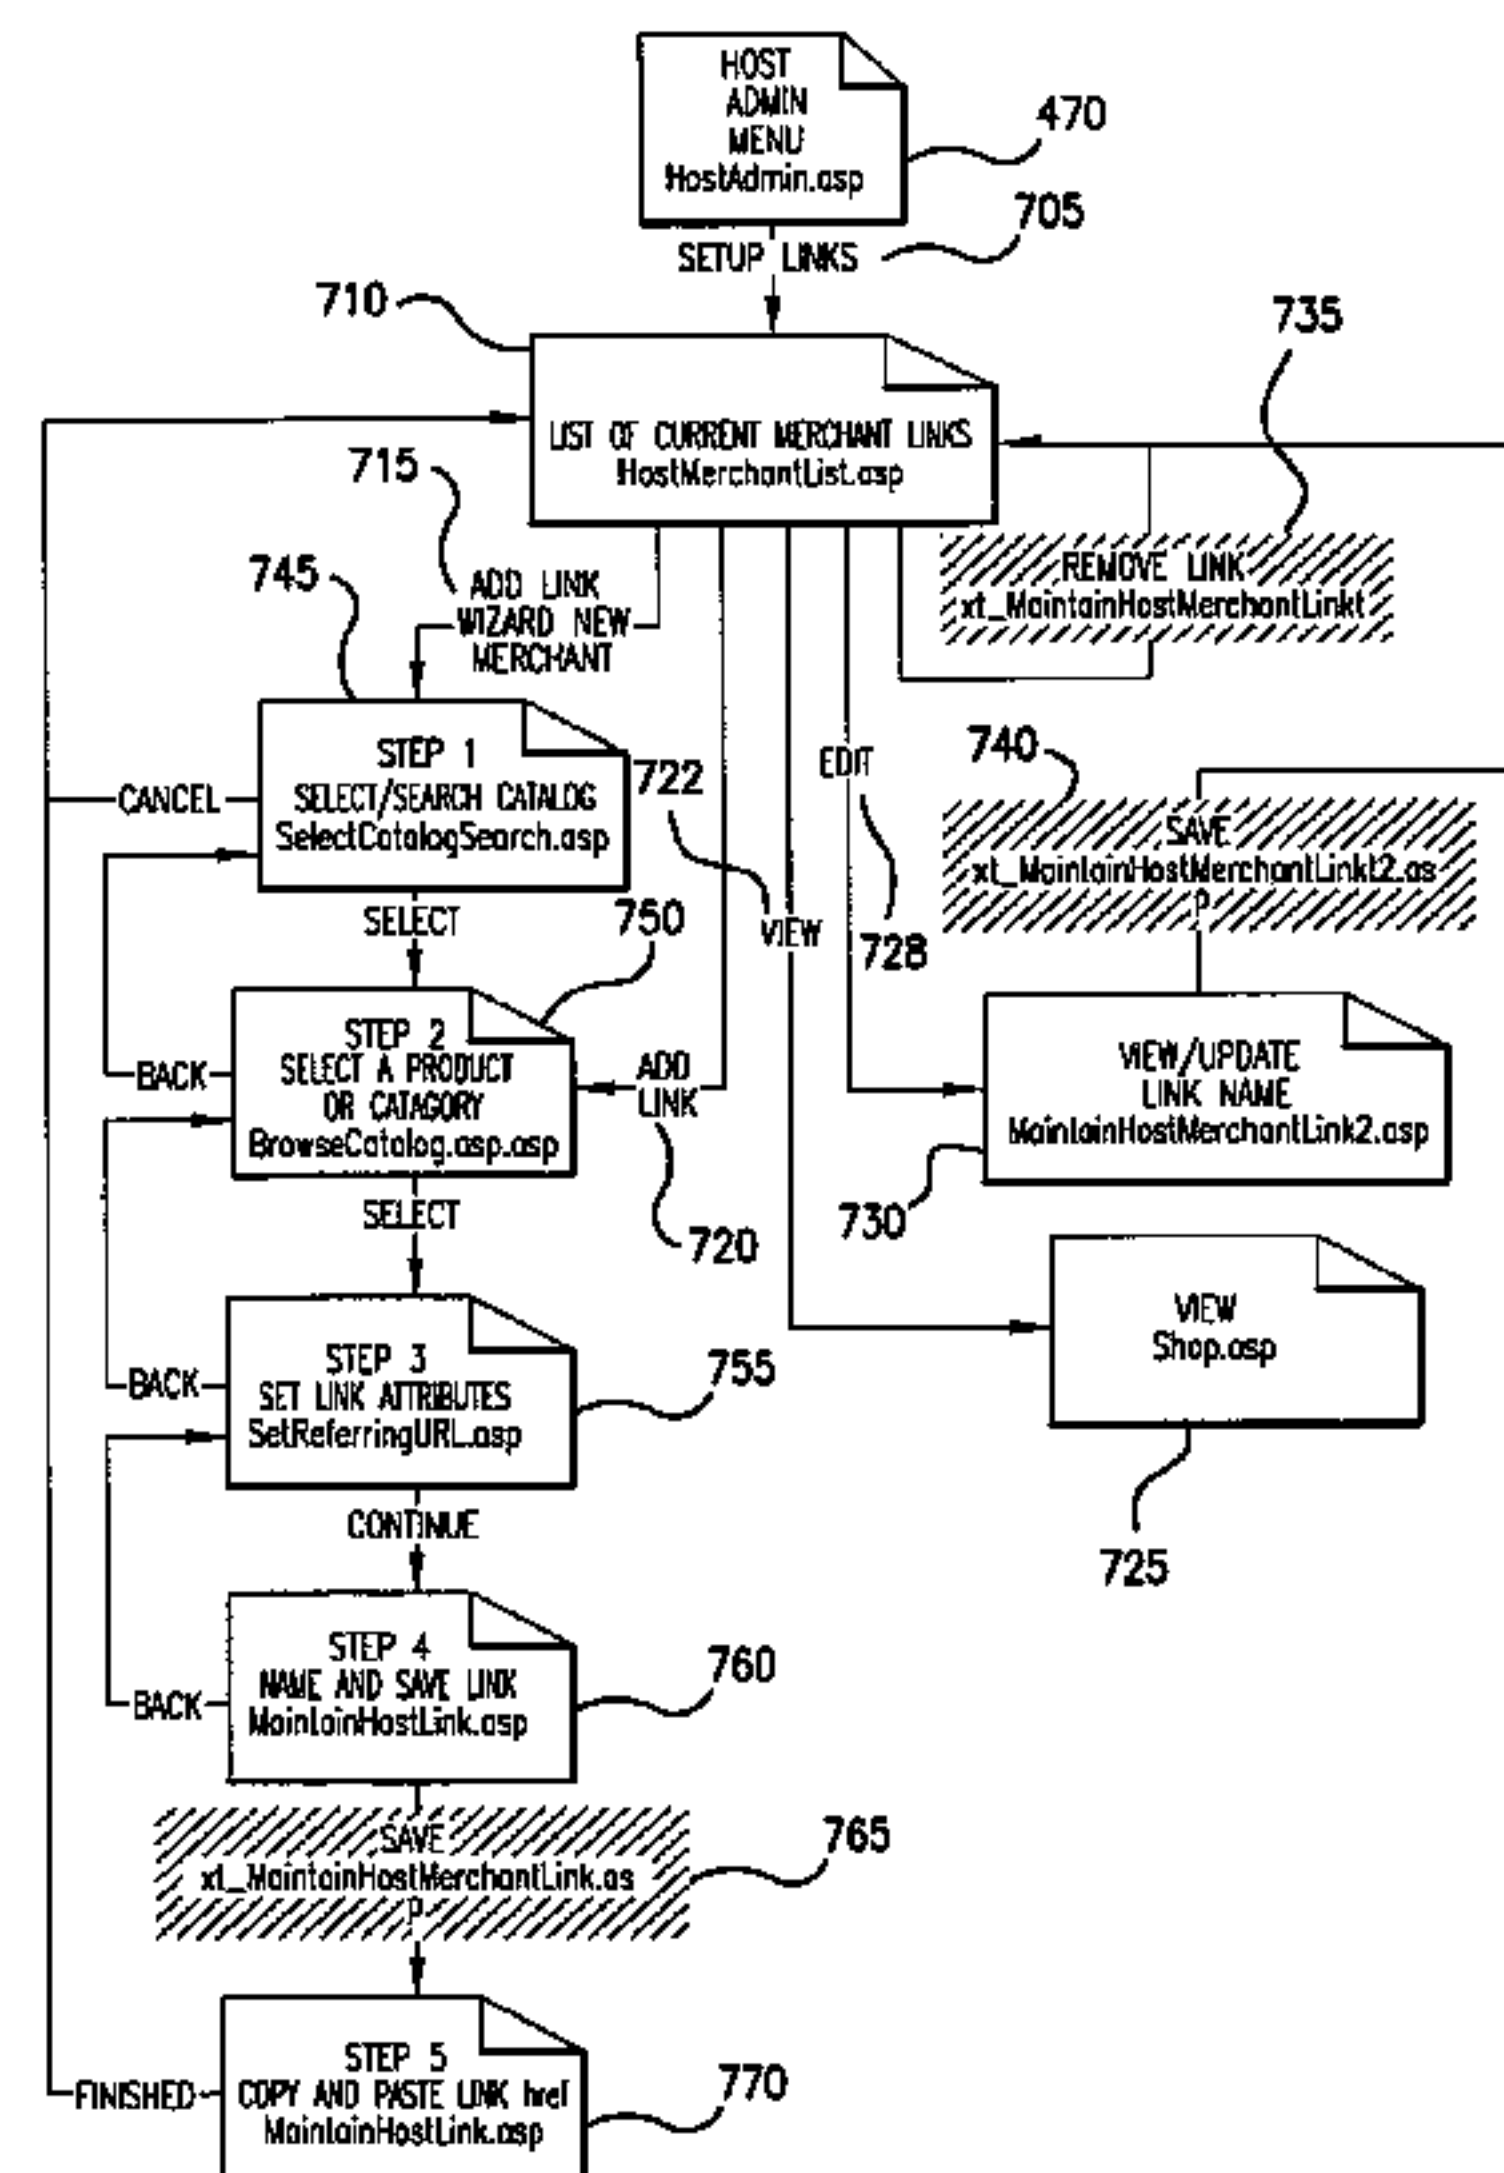 HOST
ADMIN
MENU
HostAdmin.asp
470
705
SETUP LINKS
710
735
LIST OF CURRENT MERCHANT LINKS
HostMerchantList.asp
715
ADD LINK
WIZARD NEW
MERCHANT
745
REMOVE LINK
xt_MaintainHostMerchantLinkt
STEP 1
SELECT/SEARCH CATALOG
SelectCatalogSearch.asp
CANCEL
722
EDIT
740
SAVE
xt_MaintainHostMerchantLinkt2.as
p
SELECT
750
VIEW
728
STEP 2
SELECT A PRODUCT
OR CATAGORY
BrowseCatalog.asp.asp
BACK
ADD
LINK
VIEW/UPDATE
LINK NAME
MaintainHostMerchantLink2.asp
SELECT
720
730
VIEW
Shop.asp
STEP 3
SET LINK ATTRIBUTES
SetReferringURL.asp
BACK
755
CONTINUE
725
STEP 4
NAME AND SAVE LINK
MaintainHostLink.asp
BACK
760
SAVE
xt_MaintainHostMerchantLink.as
p
765
STEP 5
COPY AND PASTE LINK href
MaintainHostLink.asp
FINISHED
770